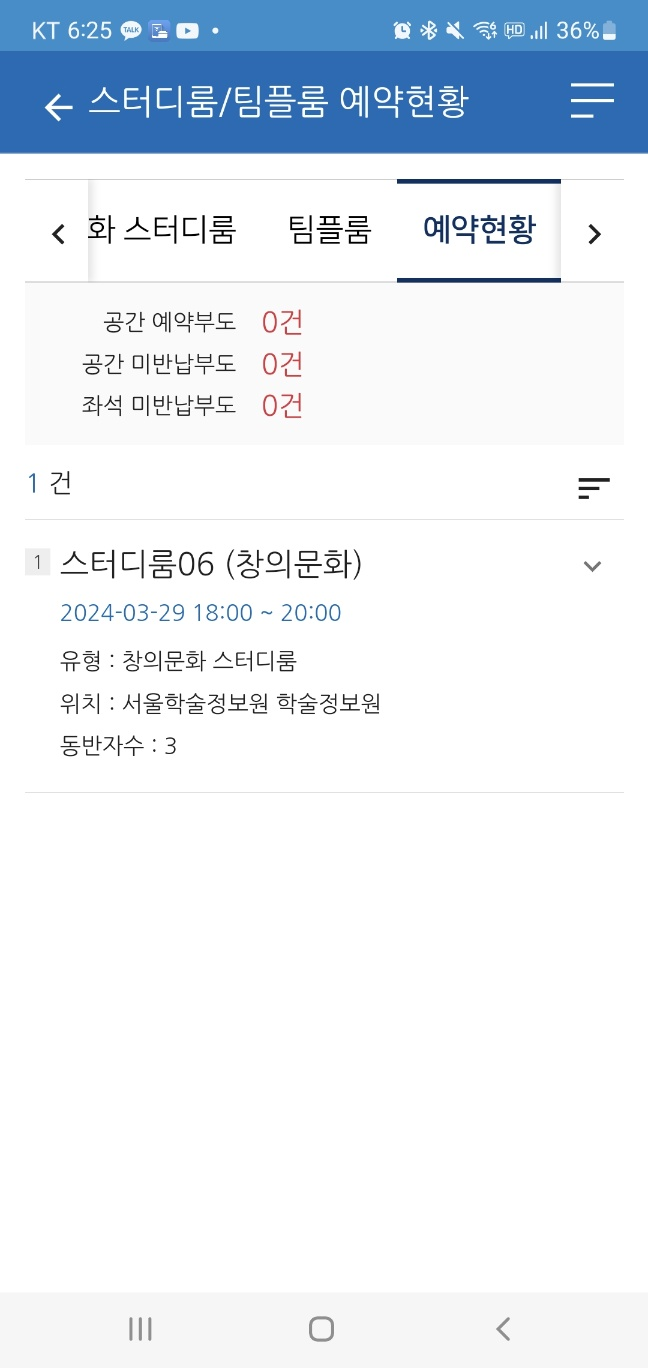 KT 6:25 TALK HD 36%
스터디룸/팀플룸 예약현황
화 스터디룸 팀플룸 예약현황
공간 예약부도 0건
공간 미반납부도 0건
좌석 미반납부도 0건
1 건
1 스터디룸06 (창의문화)
2024-03-29 18:00 ~ 20:00
유형 : 창의문화 스터디룸
위치 : 서울학술정보원 학술정보원
동반자수 : 3